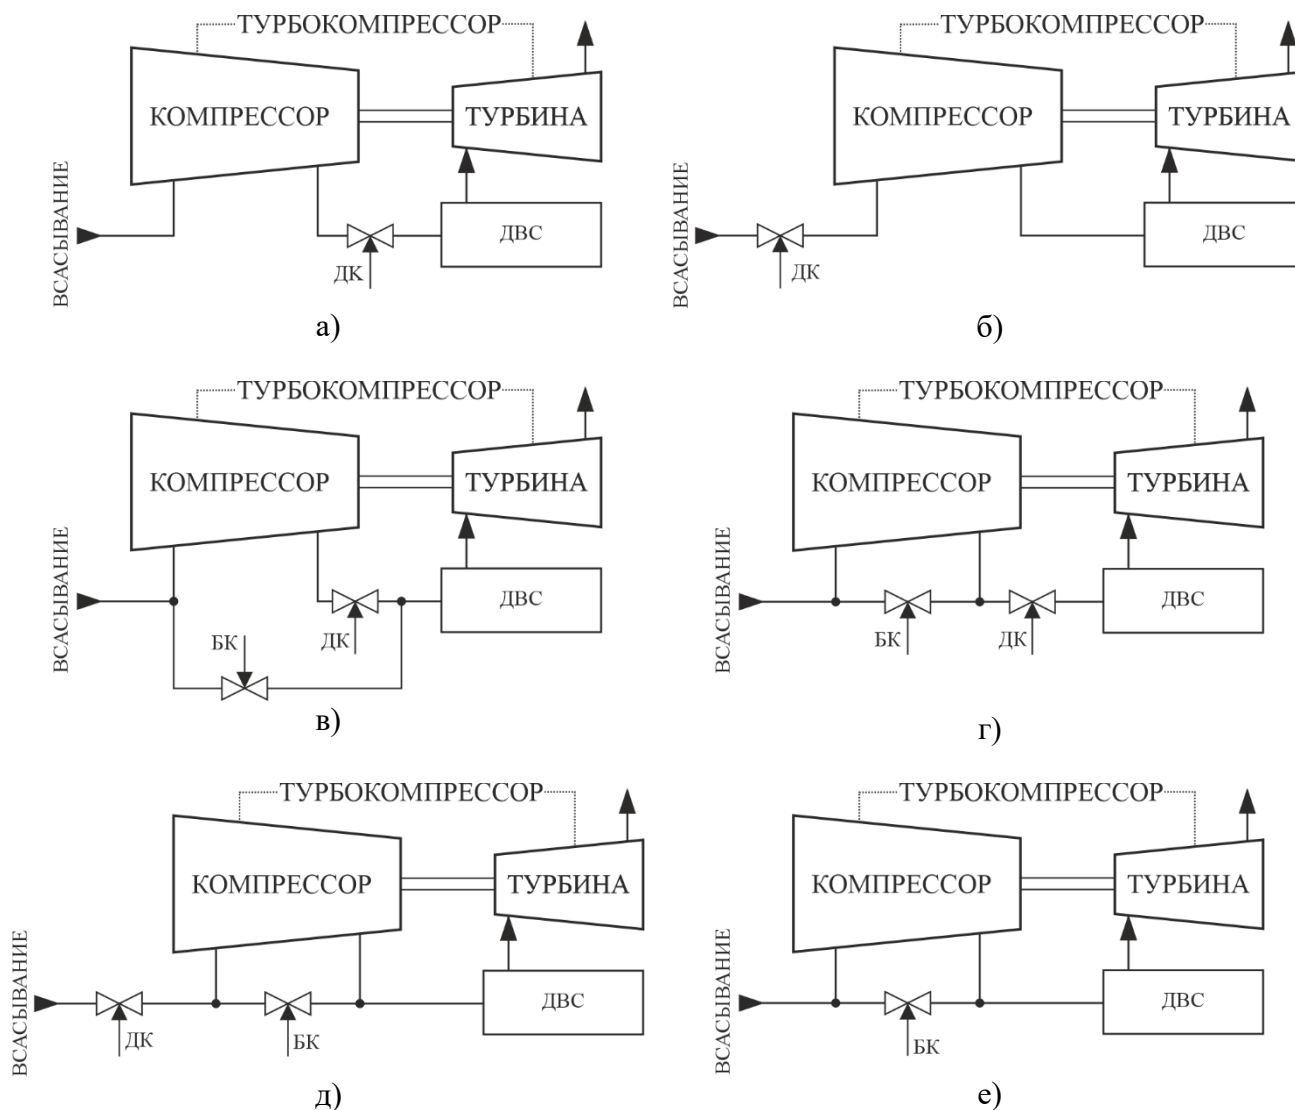 ТУРБОКОМПРЕССОР
КОМПРЕССОР
ТУРБИНА
ВСАСЫВАНИЕ
ДВС
ДК
а)
ТУРБОКОМПРЕССОР
КОМПРЕССОР
ТУРБИНА
ВСАСЫВАНИЕ
ДВС
ДК
б)
ТУРБОКОМПРЕССОР
КОМПРЕССОР
ТУРБИНА
ВСАСЫВАНИЕ
ДВС
БК
ДК
в)
ТУРБОКОМПРЕССОР
КОМПРЕССОР
ТУРБИНА
ВСАСЫВАНИЕ
ДВС
БК
ДК
г)
ТУРБОКОМПРЕССОР
КОМПРЕССОР
ТУРБИНА
ВСАСЫВАНИЕ
ДВС
ДК
БК
д)
ТУРБОКОМПРЕССОР
КОМПРЕССОР
ТУРБИНА
ВСАСЫВАНИЕ
ДВС
БК
е)